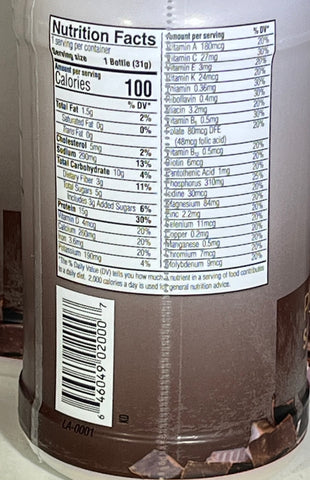 Nutrition Facts
1 serving per container
Serving size 1 Bottle (31g)
Amount per serving
Calories 100
% DV*
Total Fat 1.5g 2%
Saturated Fat 0g 0%
Trans Fat 0g
Cholesterol 5mg 2%
Sodium 290mg 13%
Total Carbohydrate 10g 4%
Dietary Fiber 3g 11%
Total Sugars 5g
Includes 3g Added Sugars 6%
Protein 15g 30%
Vitamin D 4mcg 20%
Calcium 260mg 20%
Iron 3.6mg 20%
Potassium 190mg 4%
Amount per serving % DV*
Vitamin A 180mcg 20%
Vitamin C 27mg 30%
Vitamin E 3mg 20%
Vitamin K 24mcg 20%
Thiamin 0.36mg 30%
Riboflavin 0.4mg 30%
Niacin 3.2mg 20%
Vitamin B₆ 0.5mg 30%
Folate 80mcg DFE 20%
(48mcg folic acid)
Vitamin B₁₂ 0.5mcg 20%
Biotin 6mcg 20%
Pantothenic Acid 1mg 20%
Phosphorus 310mg 25%
Iodine 30mcg 20%
Magnesium 84mg 20%
Zinc 2.2mg 20%
Selenium 11mcg 20%
Copper 0.2mg 20%
Manganese 0.5mg 20%
Chromium 7mcg 20%
Molybdenum 9mcg 20%
*The % Daily Value (DV) tells you how much a nutrient in a serving of food contributes
to a daily diet. 2,000 calories a day is used for general nutrition advice.
6 46049 02000 7
LA-0001